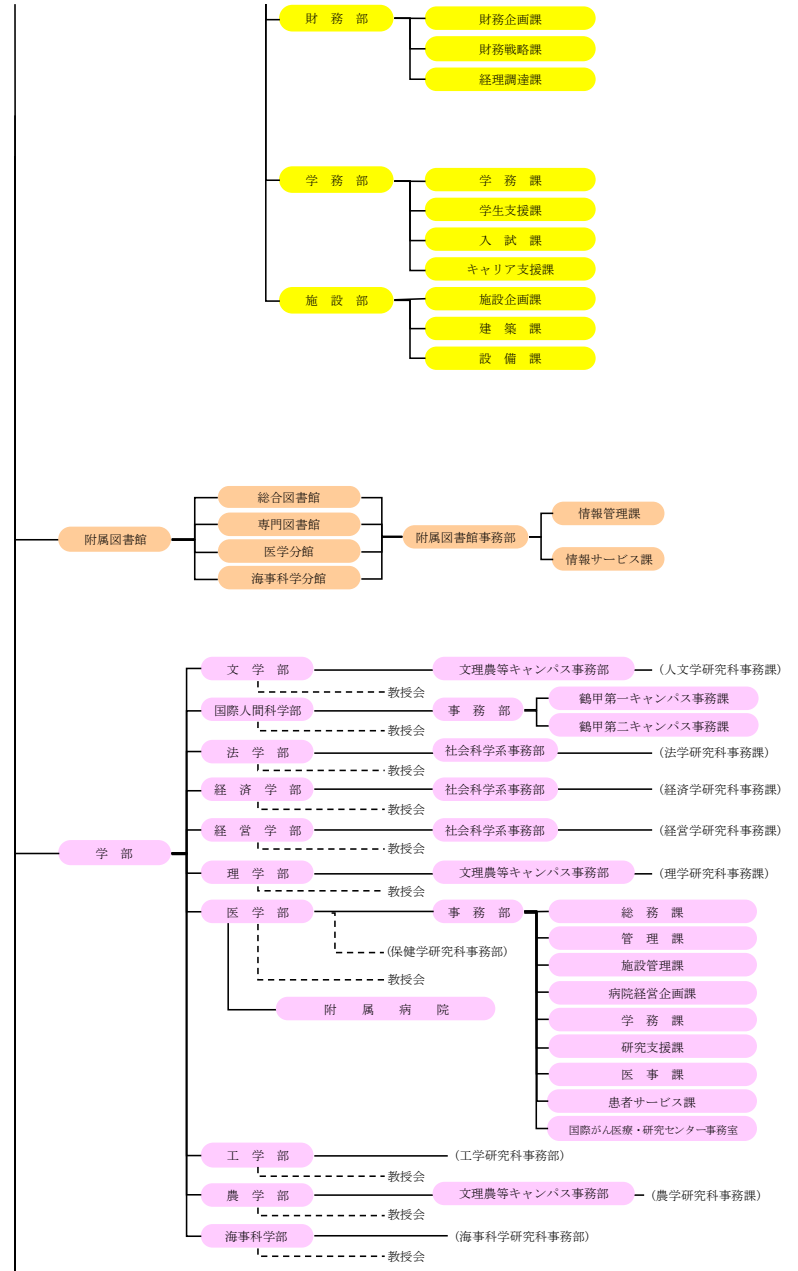 財　務　部
財務企画課
財務戦略課
経理調達課
学　務　部
学　務　課
学生支援課
入　試　課
キャリア支援課
施　設　部
施設企画課
建　築　課
設　備　課
附属図書館
総合図書館
専門図書館
医学分館
海事科学分館
附属図書館事務部
情報管理課
情報サービス課
学　部
文　学　部
文理農等キャンパス事務部
(人文学研究科事務課)
教授会
国際人間科学部
事　務　部
鶴甲第一キャンパス事務課
鶴甲第二キャンパス事務課
教授会
法　学　部
社会科学系事務部
(法学研究科事務課)
教授会
経　済　学　部
社会科学系事務部
(経済学研究科事務課)
教授会
経　営　学　部
社会科学系事務部
(経営学研究科事務課)
教授会
理　学　部
文理農等キャンパス事務部
(理学研究科事務課)
教授会
医　学　部
事　務　部
総　務　課
管　理　課
施設管理課
病院経営企画課
学　務　課
研究支援課
医　事　課
患者サービス課
国際がん医療・研究センター事務室
(保健学研究科事務部)
教授会
附　属　病　院
工　学　部
(工学研究科事務部)
教授会
農　学　部
文理農等キャンパス事務部
(農学研究科事務課)
教授会
海事科学部
(海事科学研究科事務部)
教授会